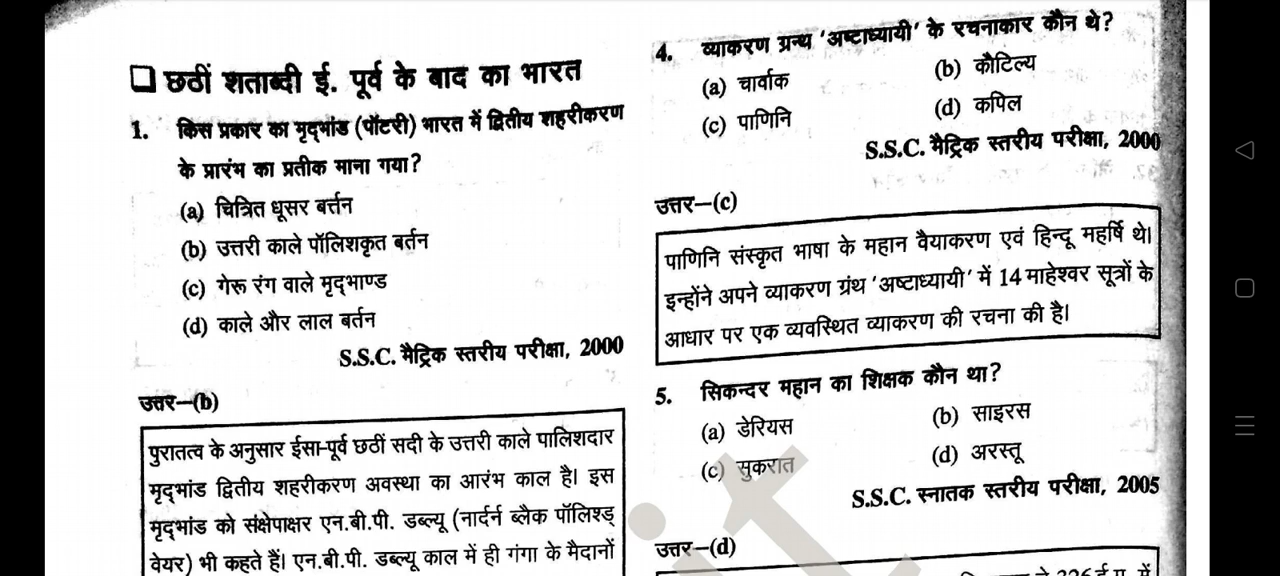 ❑ छठीं शताब्दी ई. पूर्व के बाद का भारत
1. किस प्रकार का मृद्भांड (पॉटरी) भारत में द्वितीय शहरीकरण
के प्रारंभ का प्रतीक माना गया?
(a) चित्रित धूसर बर्त्तन
(b) उत्तरी काले पॉलिशकृत बर्तन
(c) गेरू रंग वाले मृद्भाण्ड
(d) काले और लाल बर्तन
S.S.C. मैट्रिक स्तरीय परीक्षा, 2000
उत्तर—(b)
पुरातत्व के अनुसार ईसा-पूर्व छठीं सदी के उत्तरी काले पालिशदार
मृद्भांड द्वितीय शहरीकरण अवस्था का आरंभ काल है। इस
मृद्भांड को संक्षेपाक्षर एन.बी.पी. डब्ल्यू (नार्दर्न ब्लैक पॉलिश्ड्
वेयर) भी कहते हैं। एन.बी.पी. डब्ल्यू काल में ही गंगा के मैदानों
4. व्याकरण ग्रन्थ 'अष्टाध्यायी' के रचनाकार कौन थे?
(a) चार्वाक (b) कौटिल्य
(c) पाणिनि (d) कपिल
S.S.C. मैट्रिक स्तरीय परीक्षा, 2000
उत्तर—(c)
पाणिनि संस्कृत भाषा के महान वैयाकरण एवं हिन्दू महर्षि थे।
इन्होंने अपने व्याकरण ग्रंथ 'अष्टाध्यायी' में 14 माहेश्वर सूत्रों के
आधार पर एक व्यवस्थित व्याकरण की रचना की है।
5. सिकन्दर महान का शिक्षक कौन था?
(a) डेरियस (b) साइरस
(c) सुकरात (d) अरस्तू
S.S.C. स्नातक स्तरीय परीक्षा, 2005
उत्तर—(d)